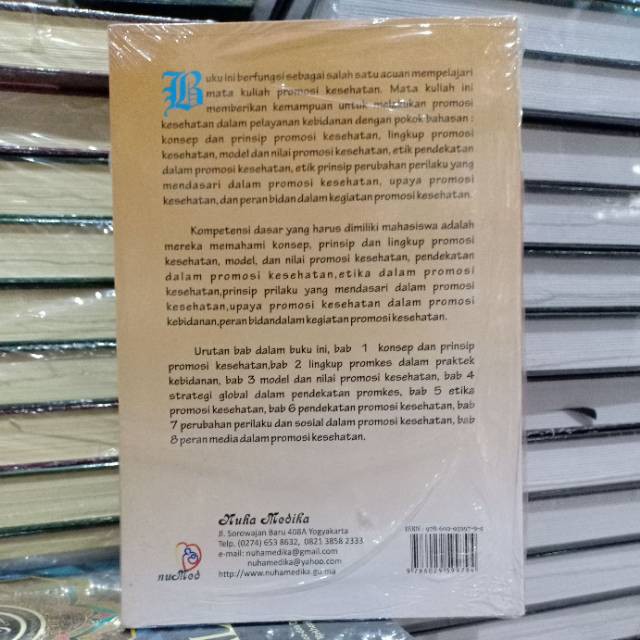 Buku ini berfungsi sebagai salah satu acuan mempelajari
mata kuliah promosi kesehatan. Mata kuliah ini
memberikan kemampuan untuk melakukan promosi
kesehatan dalam pelayanan kebidanan dengan pokok bahasan :
konsep dan prinsip promosi kesehatan, lingkup promosi
kesehatan, model dan nilai promosi kesehatan, etik pendekatan
dalam promosi kesehatan, etik prinsip perubahan perilaku yang
mendasari dalam promosi kesehatan, upaya promosi
kesehatan, dan peran bidan dalam kegiatan promosi kesehatan.
Kompetensi dasar yang harus dimiliki mahasiswa adalah
mereka memahami konsep, prinsip dan lingkup promosi
kesehatan, model, dan nilai promosi kesehatan, pendekatan
dalam promosi kesehatan,etika dalam promosi
kesehatan,prinsip prilaku yang mendasari dalam promosi
kesehatan,upaya promosi kesehatan dalam promosi
kebidanan,peran bidandalam kegiatan promosi kesehatan.
Urutan bab dalam buku ini, bab 1 konsep dan prinsip
promosi kesehatan,bab 2 lingkup promkes dalam praktek
kebidanan, bab 3 model dan nilai promosi kesehatan, bab 4
strategi global dalam pendekatan promkes, bab 5 etika
promosi kesehatan, bab 6 pendekatan promosi kesehatan, bab
7 perubahan perilaku dan sosial dalam promosi kesehatan, bab
8 peran media dalam promosi kesehatan.
Nuha Medika
Jl. Sorowajan Baru 408A Yogyakarta
Telp. (0274) 653 8632, 0821 3858 2333
e-mail: nuhamedika@gmail.com
nuhamedika@yahoo.com
http://www.nuhamedika.gu.ma
nuMed
ISBN :